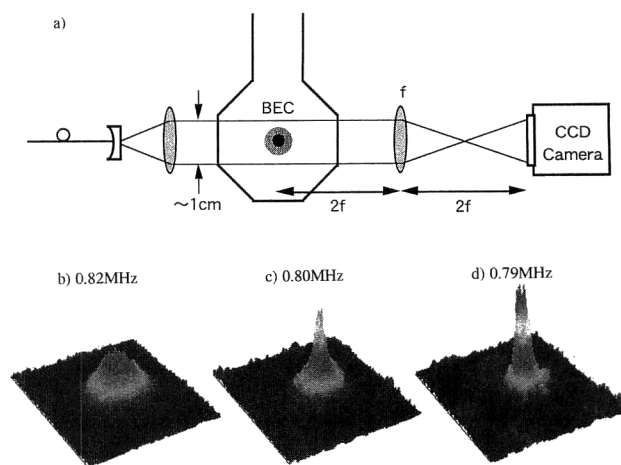 a)
BEC
f
CCD
Camera
~1cm
2f
2f
b) 0.82MHz
c) 0.80MHz
d) 0.79MHz